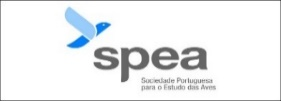 spea
Sociedade Portuguesa
para o Estudo das Aves